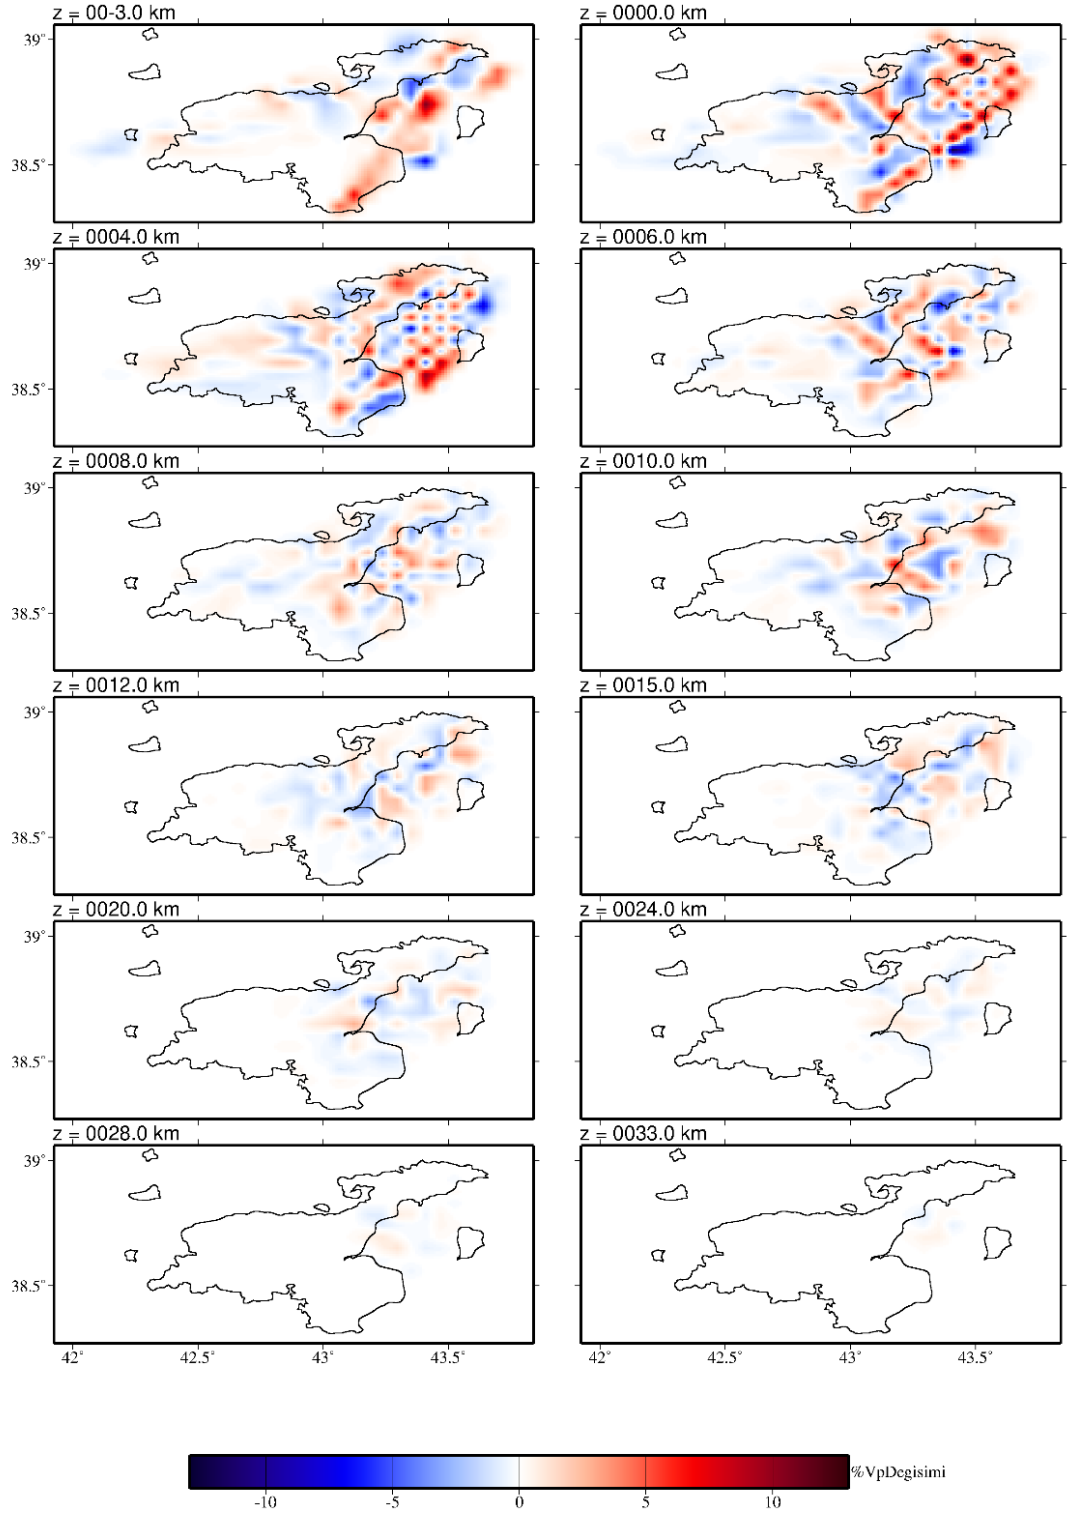 z = 00-3.0 km z = 0000.0 km
39°
38.5°
z = 0004.0 km z = 0006.0 km
39°
38.5°
z = 0008.0 km z = 0010.0 km
39°
38.5°
z = 0012.0 km z = 0015.0 km
39°
38.5°
z = 0020.0 km z = 0024.0 km
39°
38.5°
z = 0028.0 km z = 0033.0 km
39°
38.5°
42° 42.5° 43° 43.5° 42° 42.5° 43° 43.5°
%VpDegisimi
-10 -5 0 5 10